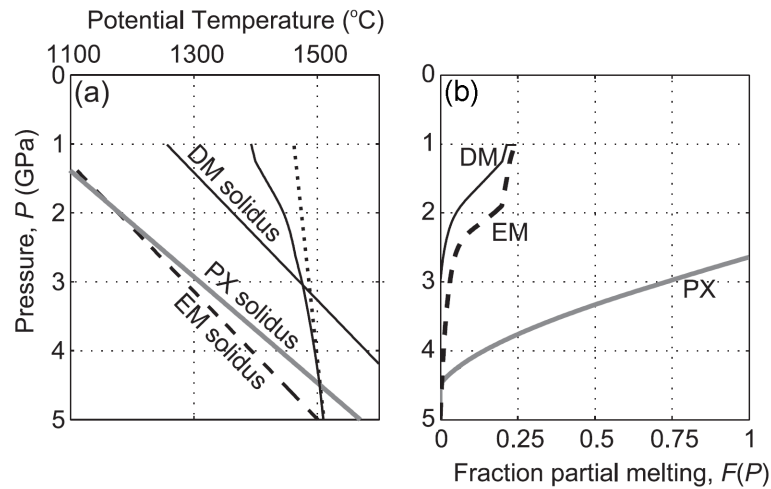 Potential Temperature (°C)
1100 1300 1500
0
1
2
3
4
5
Pressure, P (GPa)
(a)
DM solidus
PX solidus
EM solidus
0
1
2
3
4
5
(b)
DM
EM
PX
0 0.25 0.5 0.75 1
Fraction partial melting, F(P)